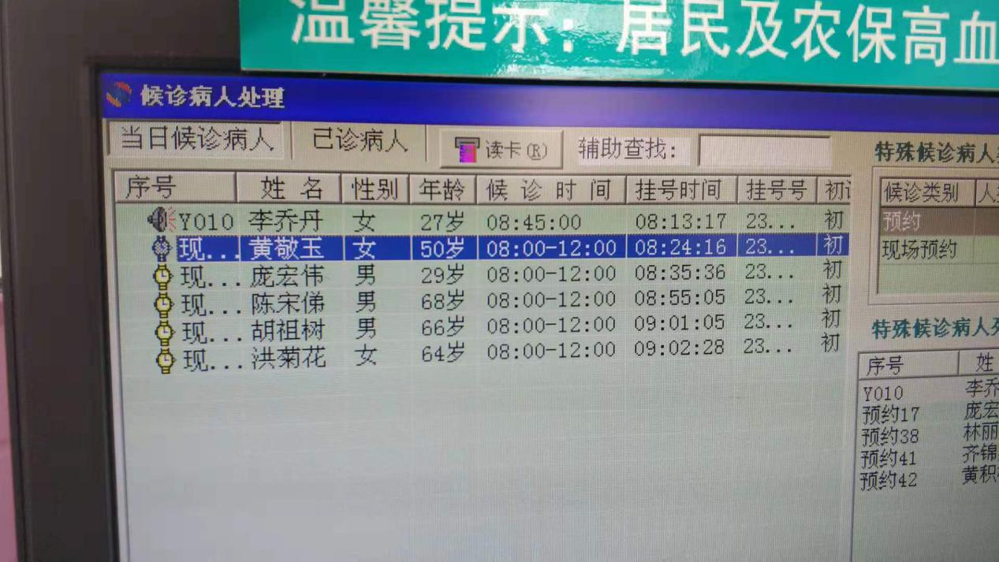 温馨提示：居民及农保高血
候诊病人处理
当日候诊病人 已诊病人 读卡(R) 辅助查找：
序号 姓名 性别 年龄 候诊时间 挂号时间 挂号号 初
Y010 李乔丹 女 27岁 08:45:00 08:13:17 23... 初
现... 黄敬玉 女 50岁 08:00-12:00 08:24:16 23... 初
现... 庞宏伟 男 29岁 08:00-12:00 08:35:36 23... 初
现... 陈宋俤 男 68岁 08:00-12:00 08:55:05 23... 初
现... 胡祖树 男 66岁 08:00-12:00 09:01:05 23... 初
现... 洪菊花 女 64岁 08:00-12:00 09:02:28 23... 初
特殊候诊病人
候诊类别 人
预约
现场预约
特殊候诊病人
序号 姓
Y010 李乔
预约17 庞宏
预约38 林丽
预约41 齐锦
预约42 黄积